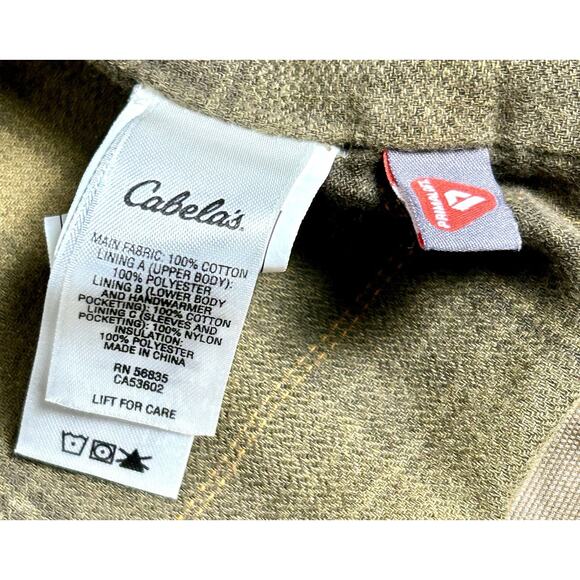 Cabela's
MAIN FABRIC: 100% COTTON
LINING A (UPPER BODY):
100% POLYESTER
LINING B (LOWER BODY
AND HANDWARMER
POCKETING): 100% COTTON
LINING C (SLEEVES AND
POCKETING): 100% NYLON
INSULATION:
100% POLYESTER
MADE IN CHINA
RN 56835
CA53602
LIFT FOR CARE
PRIMALOFT